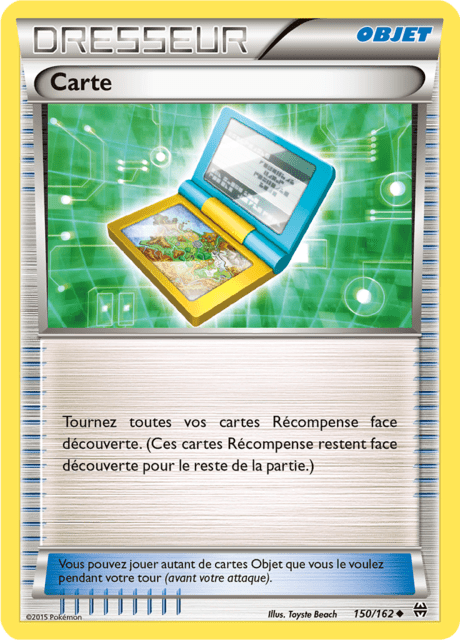 DRESSEUR
OBJET
Carte
Tournez toutes vos cartes Récompense face
découverte. (Ces cartes Récompense restent face
découverte pour le reste de la partie.)
Vous pouvez jouer autant de cartes Objet que vous le voulez
pendant votre tour (avant votre attaque).
©2015 Pokémon
Illus. Toyste Beach
150/162